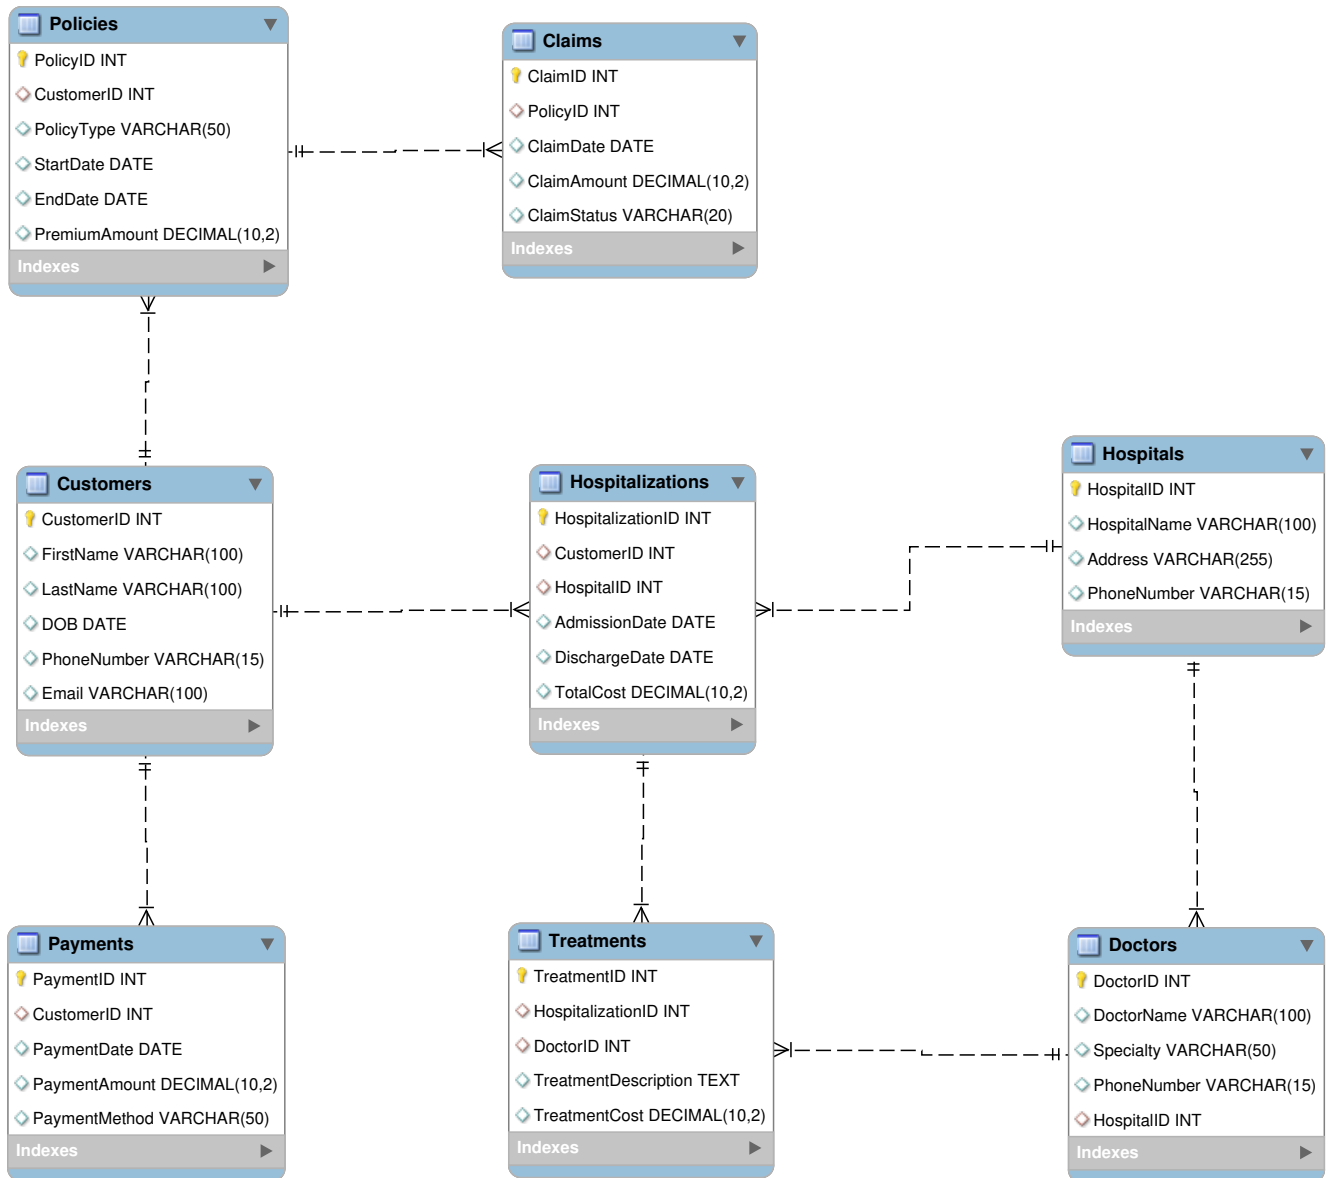 Policies
PolicyID INT
CustomerID INT
PolicyType VARCHAR(50)
StartDate DATE
EndDate DATE
PremiumAmount DECIMAL(10,2)
Indexes
Claims
ClaimID INT
PolicyID INT
ClaimDate DATE
ClaimAmount DECIMAL(10,2)
ClaimStatus VARCHAR(20)
Indexes
Customers
CustomerID INT
FirstName VARCHAR(100)
LastName VARCHAR(100)
DOB DATE
PhoneNumber VARCHAR(15)
Email VARCHAR(100)
Indexes
Hospitalizations
HospitalizationID INT
CustomerID INT
HospitalID INT
AdmissionDate DATE
DischargeDate DATE
TotalCost DECIMAL(10,2)
Indexes
Hospitals
HospitalID INT
HospitalName VARCHAR(100)
Address VARCHAR(255)
PhoneNumber VARCHAR(15)
Indexes
Payments
PaymentID INT
CustomerID INT
PaymentDate DATE
PaymentAmount DECIMAL(10,2)
PaymentMethod VARCHAR(50)
Indexes
Treatments
TreatmentID INT
HospitalizationID INT
DoctorID INT
TreatmentDescription TEXT
TreatmentCost DECIMAL(10,2)
Indexes
Doctors
DoctorID INT
DoctorName VARCHAR(100)
Specialty VARCHAR(50)
PhoneNumber VARCHAR(15)
HospitalID INT
Indexes